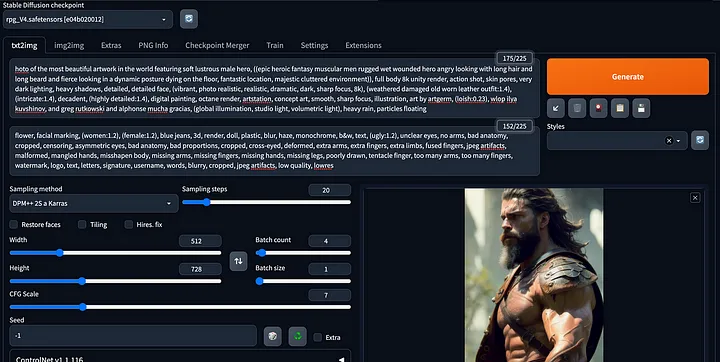 Stable Diffusion checkpoint
rpg_V4.safetensors [e04b020012]
txt2img
img2img
Extras
PNG Info
Checkpoint Merger
Train
Settings
Extensions
175/225
hoto of the most beautiful artwork in the world featuring soft lustrous male hero, ((epic heroic fantasy muscular men rugged wet wounded hero angry looking with long hair and
long beard and fierce looking in a dynamic posture dying on the floor, fantastic location, majestic cluttered environment)), full body 8k unity render, action shot, skin pores, very
dark lighting, heavy shadows, detailed, detailed face, (vibrant, photo realistic, realistic, dramatic, dark, sharp focus, 8k), (weathered damaged old worn leather outfit:1.4),
(intricate:1.4), decadent, (highly detailed:1.4), digital painting, octane render, artstation, concept art, smooth, sharp focus, illustration, art by artgerm, (loish:0.23), wlop ilya
kuvshinov, and greg rutkowski and alphonse mucha gracias, (global illumination, studio light, volumetric light), heavy rain, particles floating
Generate
152/225
flower, facial marking, (women:1.2), (female:1.2), blue jeans, 3d, render, doll, plastic, blur, haze, monochrome, b&w, text, (ugly:1.2), unclear eyes, no arms, bad anatomy,
cropped, censoring, asymmetric eyes, bad anatomy, bad proportions, cropped, cross-eyed, deformed, extra arms, extra fingers, extra limbs, fused fingers, jpeg artifacts,
malformed, mangled hands, misshapen body, missing arms, missing fingers, missing hands, missing legs, poorly drawn, tentacle finger, too many arms, too many fingers,
watermark, logo, text, letters, signature, username, words, blurry, cropped, jpeg artifacts, low quality, lowres
Styles
Sampling method
DPM++ 2S a Karras
Sampling steps
20
Restore faces
Tiling
Hires. fix
Width
512
Batch count
4
Height
728
Batch size
1
CFG Scale
7
Seed
-1
Extra
ControlNet v1.1.116